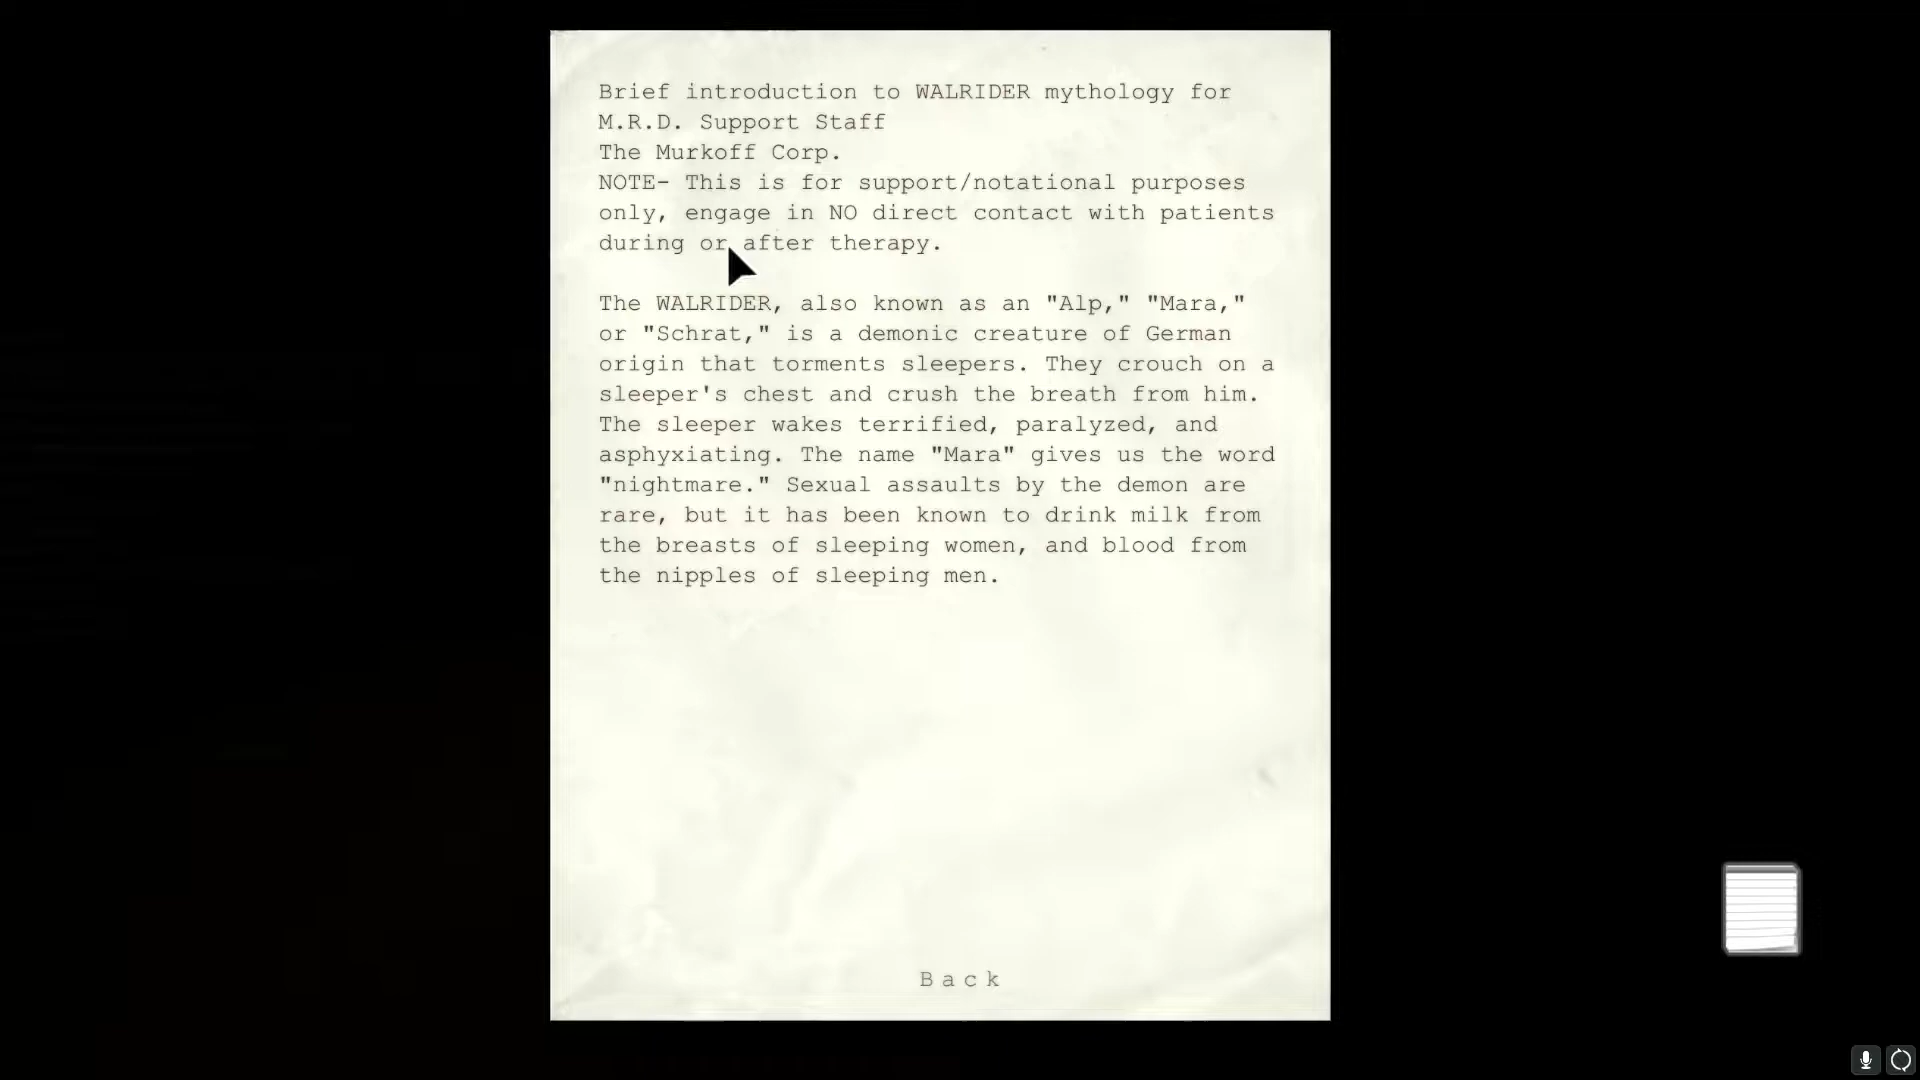 Brief introduction to WALRIDER mythology for
M.R.D. Support Staff
The Murkoff Corp.
NOTE- This is for support/notational purposes
only, engage in NO direct contact with patients
during or after therapy.
The WALRIDER, also known as an "Alp," "Mara,"
or "Schrat," is a demonic creature of German
origin that torments sleepers. They crouch on a
sleeper's chest and crush the breath from him.
The sleeper wakes terrified, paralyzed, and
asphyxiating. The name "Mara" gives us the word
"nightmare." Sexual assaults by the demon are
rare, but it has been known to drink milk from
the breasts of sleeping women, and blood from
the nipples of sleeping men.
Back